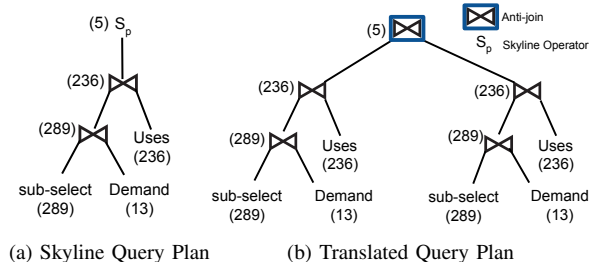 (5) Sp
(236)
(289)
Uses
(236)
sub-select
(289)
Demand
(13)
(a) Skyline Query Plan
Anti-join
Sp Skyline Operator
(5)
(236)
(289)
Uses
(236)
sub-select
(289)
Demand
(13)
(236)
(289)
Uses
(236)
sub-select
(289)
Demand
(13)
(b) Translated Query Plan